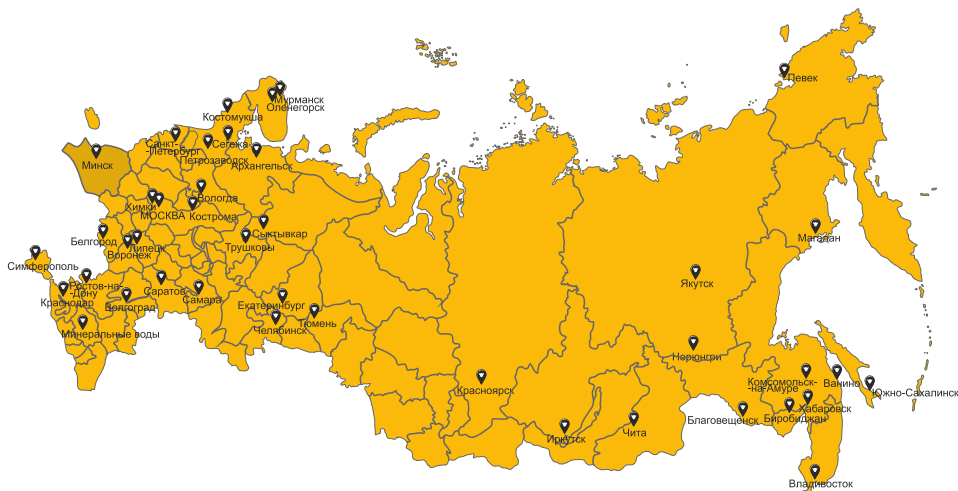 Певек
Мурманск
Оленегорск
Костомукша
Санкт-
-Петербург
Сегежа
Петрозаводск
Архангельск
Минск
Вологда
Химки
МОСКВА
Кострома
Сыктывкар
Белгород
Липецк
Воронеж
Трушковы
Магадан
Симферополь
Якутск
Ростов-на-
-Дону
Краснодар
Саратов
Самара
Волгоград
Екатеринбург
Тюмень
Челябинск
Минеральные воды
Нерюнгри
Красноярск
Комсомольск-
-на-Амуре
Ванино
Южно-Сахалинск
Хабаровск
Биробиджан
Благовещенск
Чита
Иркутск
Владивосток